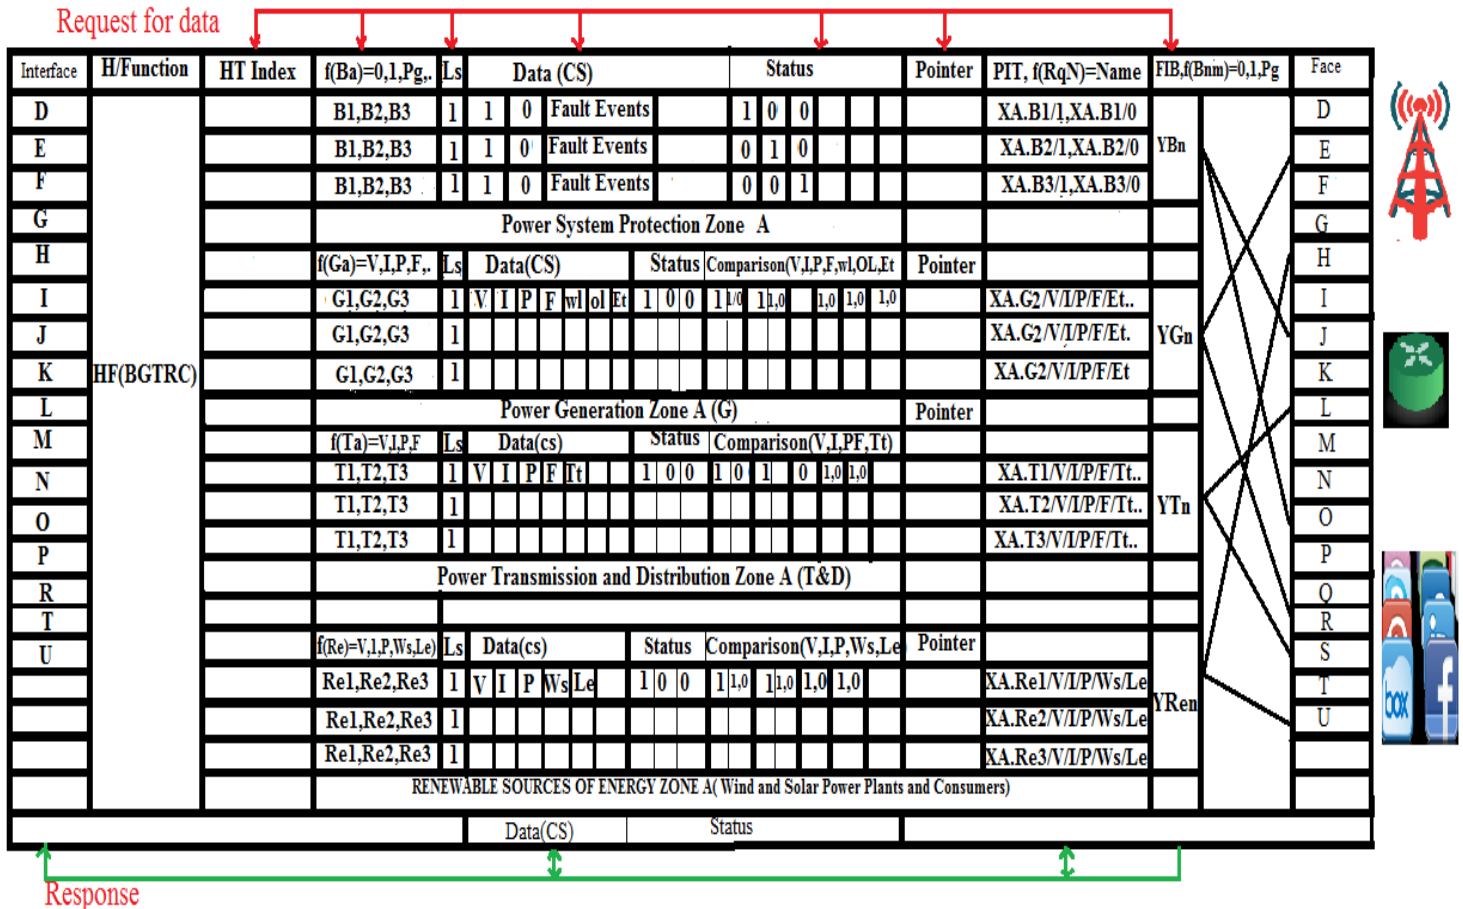 Request for data
Interface H/Function HT Index f(Ba)=0,1,Pg,. Ls Data (CS) Status Pointer PIT, f(RqN)=Name FIB,f(Bnm)=0,1,Pg Face
D B1,B2,B3 1 1 0 Fault Events 1 0 0 XA.B1/1,XA.B1/0 D
E B1,B2,B3 1 1 0 Fault Events 0 1 0 XA.B2/1,XA.B2/0 YBn E
F B1,B2,B3 1 1 0 Fault Events 0 0 1 XA.B3/1,XA.B3/0 F
G Power System Protection Zone A G
H f(Ga)=V,I,P,F,. Ls Data(CS) Status Comparison(V,I,P,F,wl,OL,Et Pointer H
I G1,G2,G3 1 V I P F wl ol Et 1 0 0 1 1/0 1 1,0 1,0 1,0 1,0 XA.G2/V/I/P/F/Et.. I
J G1,G2,G3 1 XA.G2/V/I/P/F/Et. YGn J
K HF(BGTRC) G1,G2,G3 1 XA.G2/V/I/P/F/Et K
L Power Generation Zone A (G) Pointer L
M f(Ta)=V,I,P,F Ls Data(cs) Status Comparison(V,I,PF,Tt) M
N T1,T2,T3 1 V I P F Tt 1 0 0 1 0 1 0 1,0 1,0 XA.T1/V/I/P/F/Tt.. N
O T1,T2,T3 1 XA.T2/V/I/P/F/Tt.. YTn O
P T1,T2,T3 1 XA.T3/V/I/P/F/Tt.. P
R Power Transmission and Distribution Zone A (T&D) Q
T R
U f(Re)=V,1,P,Ws,Le) Ls Data(cs) Status Comparison(V,I,P,Ws,Le Pointer S
Re1,Re2,Re3 1 V I P Ws Le 1 0 0 1 1,0 1 1,0 1,0 1,0 XA.Re1/V/I/P/Ws/Le T
Re1,Re2,Re3 1 XA.Re2/V/I/P/Ws/Le YRen U
Re1,Re2,Re3 1 XA.Re3/V/I/P/Ws/Le
RENEWABLE SOURCES OF ENERGY ZONE A( Wind and Solar Power Plants and Consumers)
Data(CS) Status
Response
box
f
in